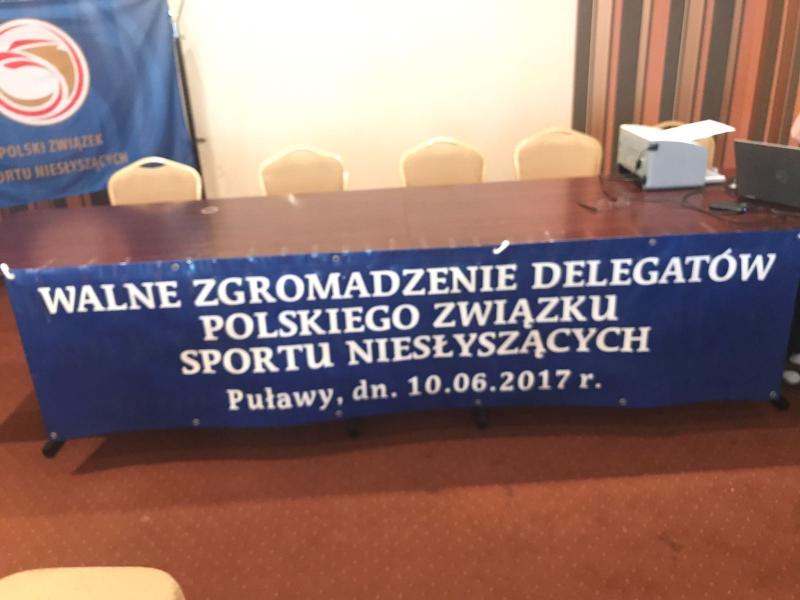 POLSKI ZWIĄZEK
SPORTU NIESŁYSZĄCYCH
WALNE ZGROMADZENIE DELEGATÓW
POLSKIEGO ZWIĄZKU
SPORTU NIESŁYSZĄCYCH
Puławy, dn. 10.06.2017 r.